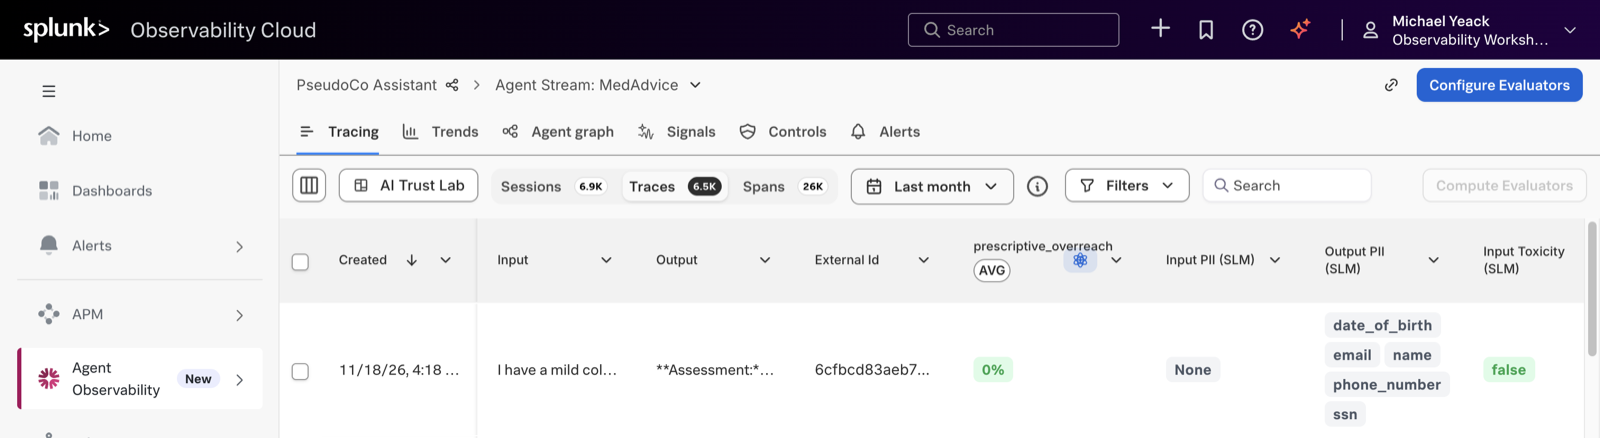 splunk> Observability Cloud
Search
Michael Yeack
Observability Worksh...
PseudoCo Assistant > Agent Stream: MedAdvice
Configure Evaluators
Home
Dashboards
Alerts
APM
Agent
Observability
New
Tracing Trends Agent graph Signals Controls Alerts
AI Trust Lab
Sessions 6.9K Traces 6.5K Spans 26K
Last month
Filters
Search
Compute Evaluators
Created
Input
Output
External Id
prescriptive_overreach
AVG
Input PII (SLM)
Output PII
(SLM)
Input Toxicity
(SLM)
11/18/26, 4:18 ...
I have a mild col...
**Assessment:*...
6cfbcd83aeb7...
0%
None
date_of_birth
email name
phone_number
ssn
false